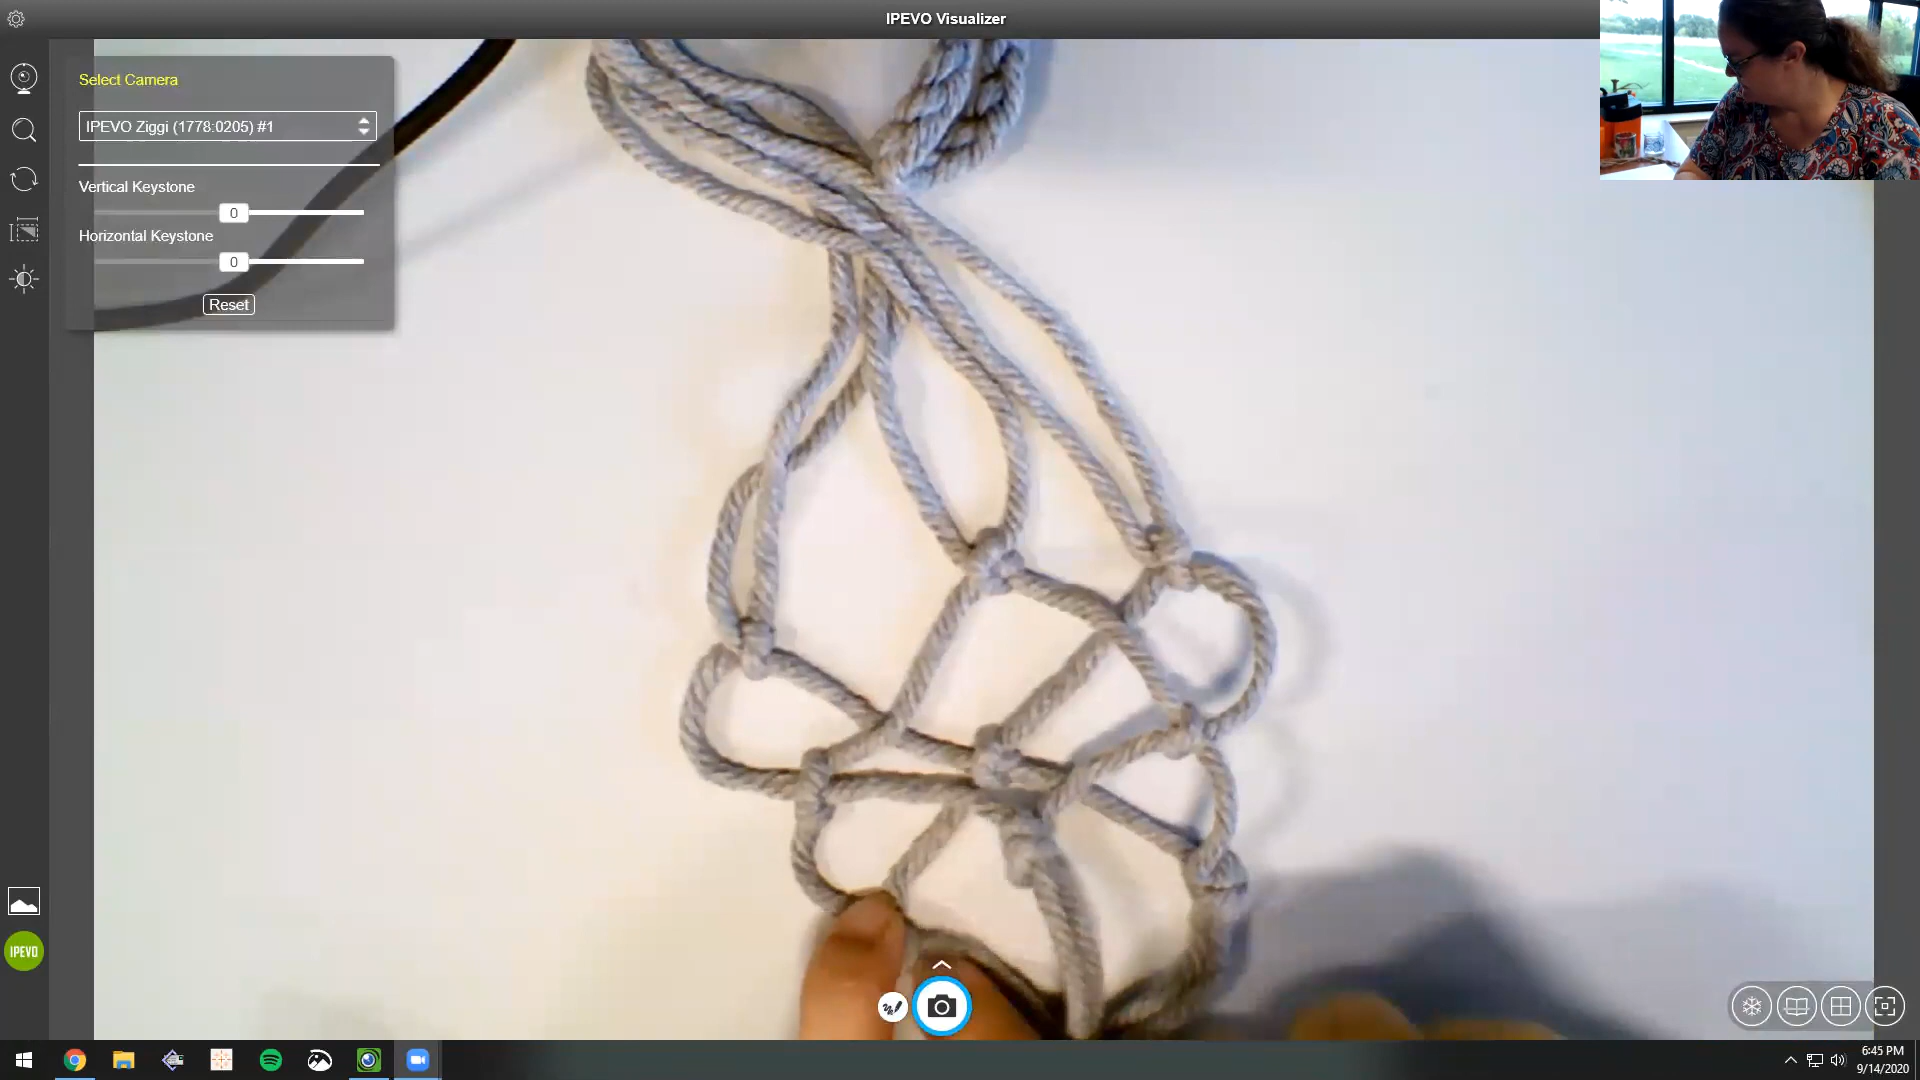 IPEVO Visualizer
Select Camera
IPEVO Ziggi (1778:0205) #1
Vertical Keystone
0
Horizontal Keystone
0
Reset
IPEVO
6:45 PM
9/14/2020